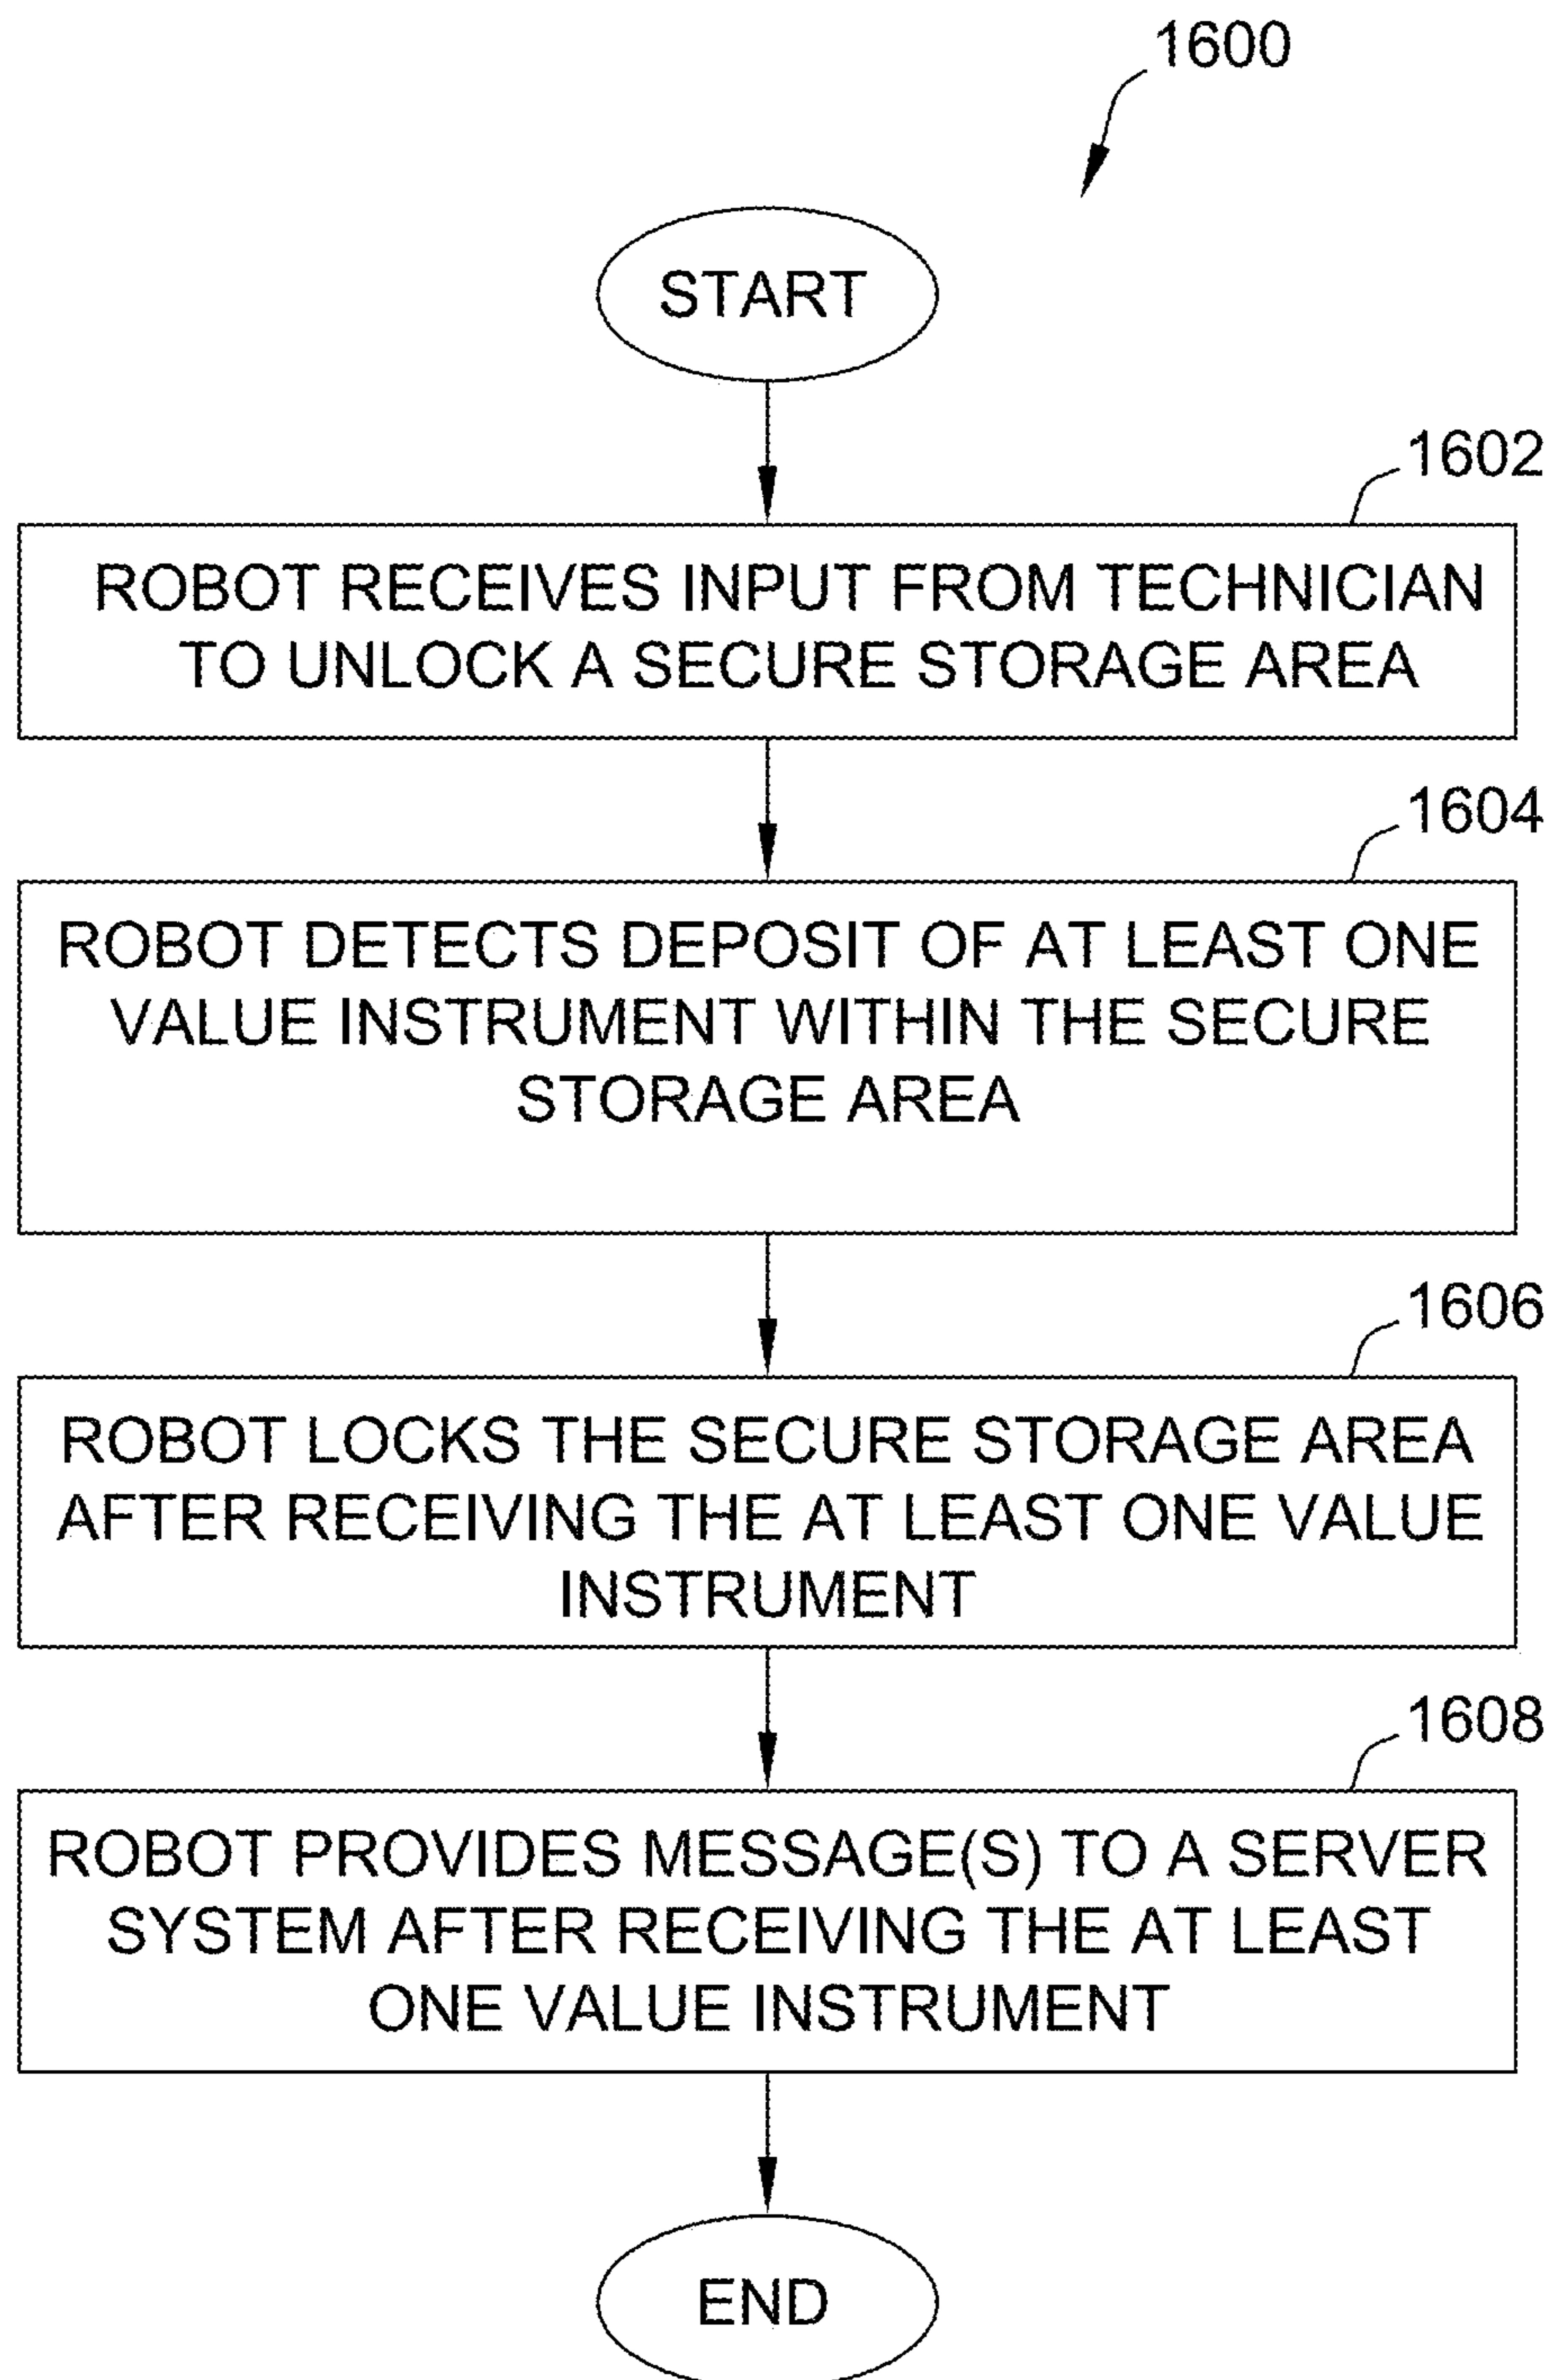 1600
START
1602
ROBOT RECEIVES INPUT FROM TECHNICIAN
TO UNLOCK A SECURE STORAGE AREA
1604
ROBOT DETECTS DEPOSIT OF AT LEAST ONE
VALUE INSTRUMENT WITHIN THE SECURE
STORAGE AREA
1606
ROBOT LOCKS THE SECURE STORAGE AREA
AFTER RECEIVING THE AT LEAST ONE VALUE
INSTRUMENT
1608
ROBOT PROVIDES MESSAGE(S) TO A SERVER
SYSTEM AFTER RECEIVING THE AT LEAST
ONE VALUE INSTRUMENT
END